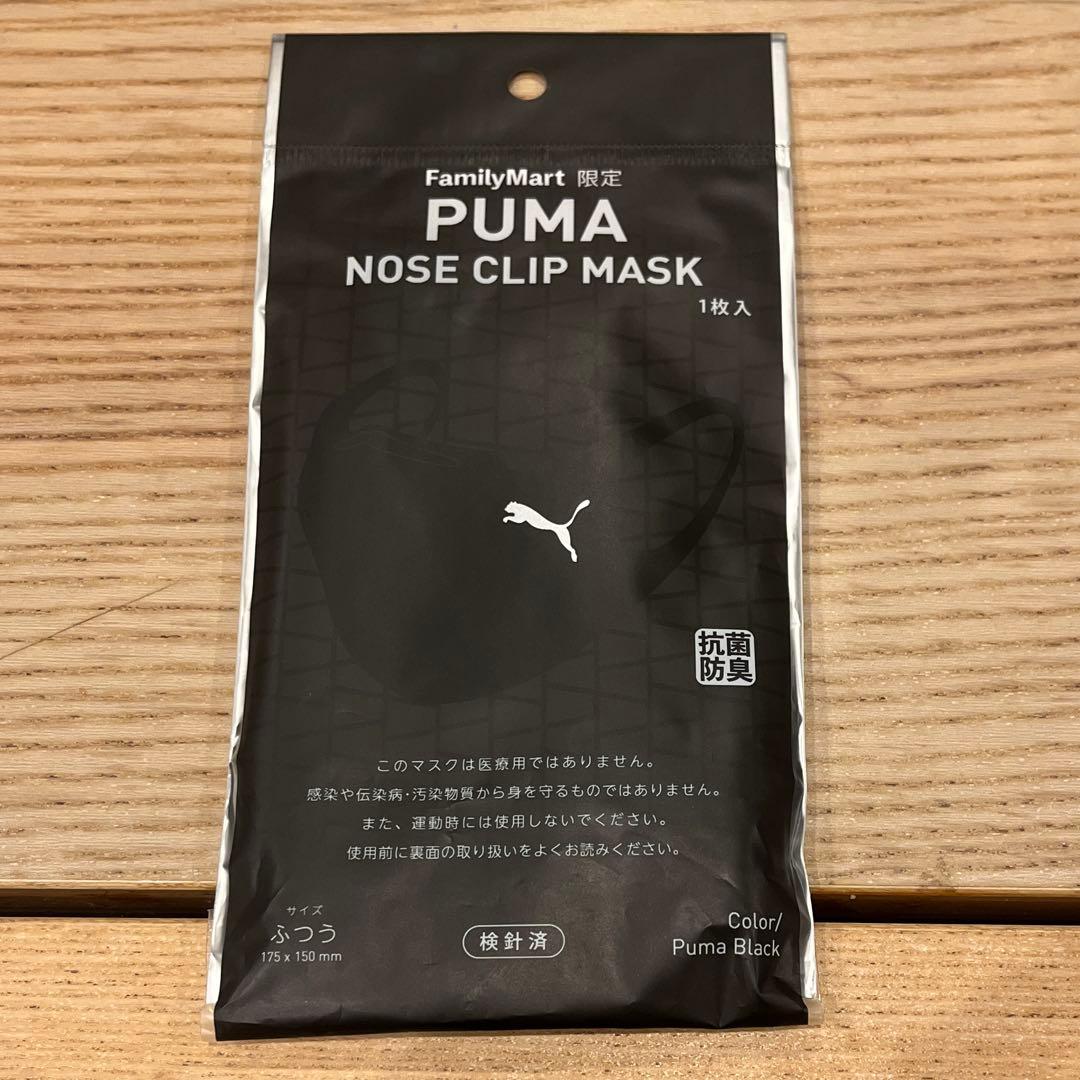 FamilyMart 限定
PUMA
NOSE CLIP MASK
1枚入
抗菌
防臭
このマスクは医療用ではありません。
感染や伝染病・汚染物質から身を守るものではありません。
また、運動時には使用しないでください。
使用前に裏面の取り扱いをよくお読みください。
サイズ
ふつう
175 x 150 mm
検針済
Color/
Puma Black